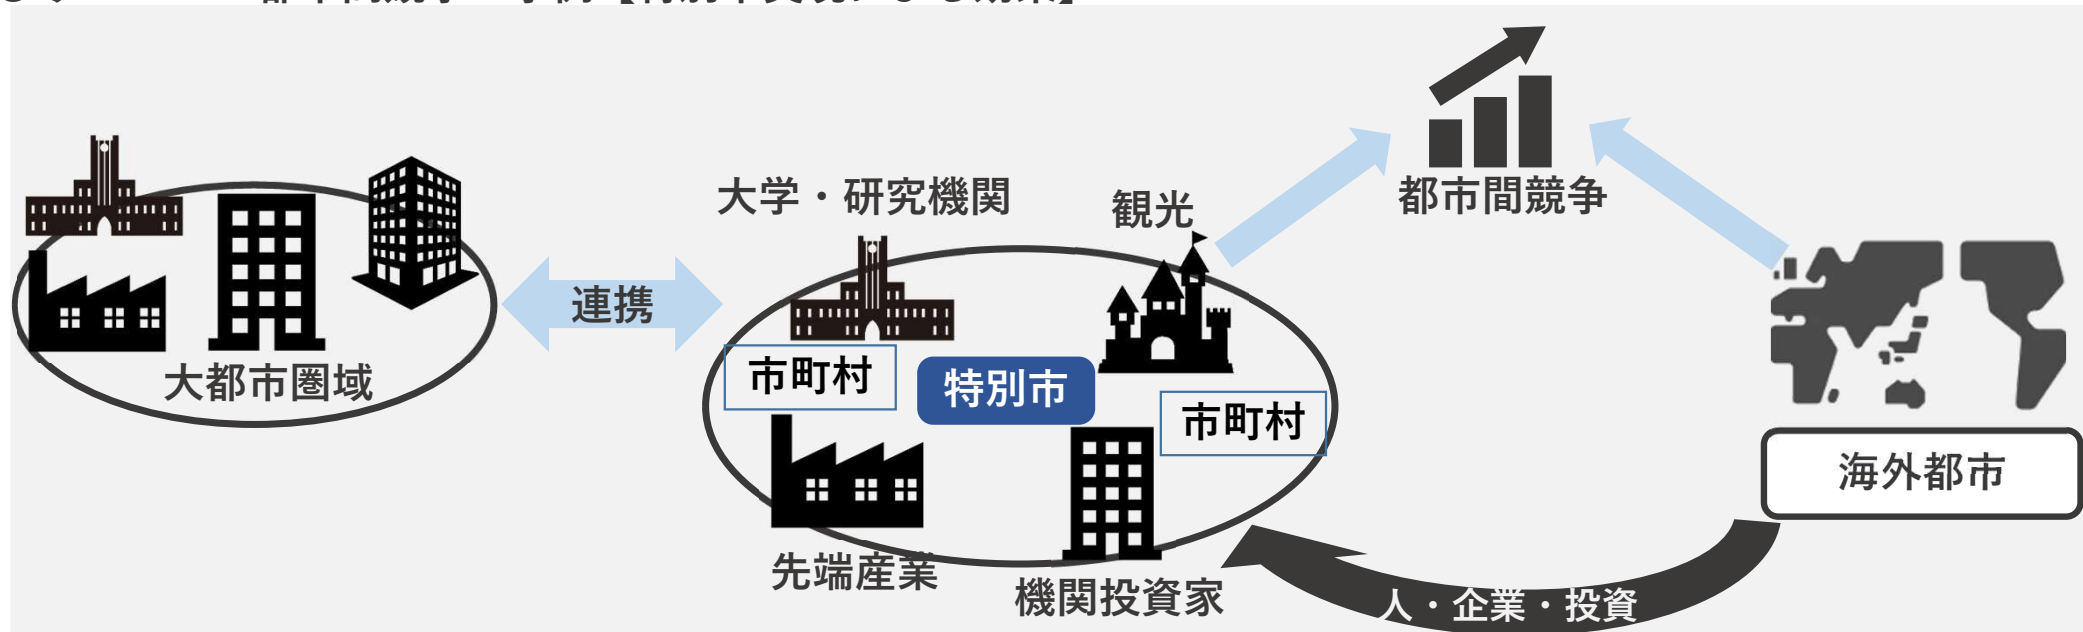 大学・研究機関
観光
都市間競争
連携
市町村
特別市
市町村
大都市圏域
海外都市
先端産業
機関投資家
人・企業・投資